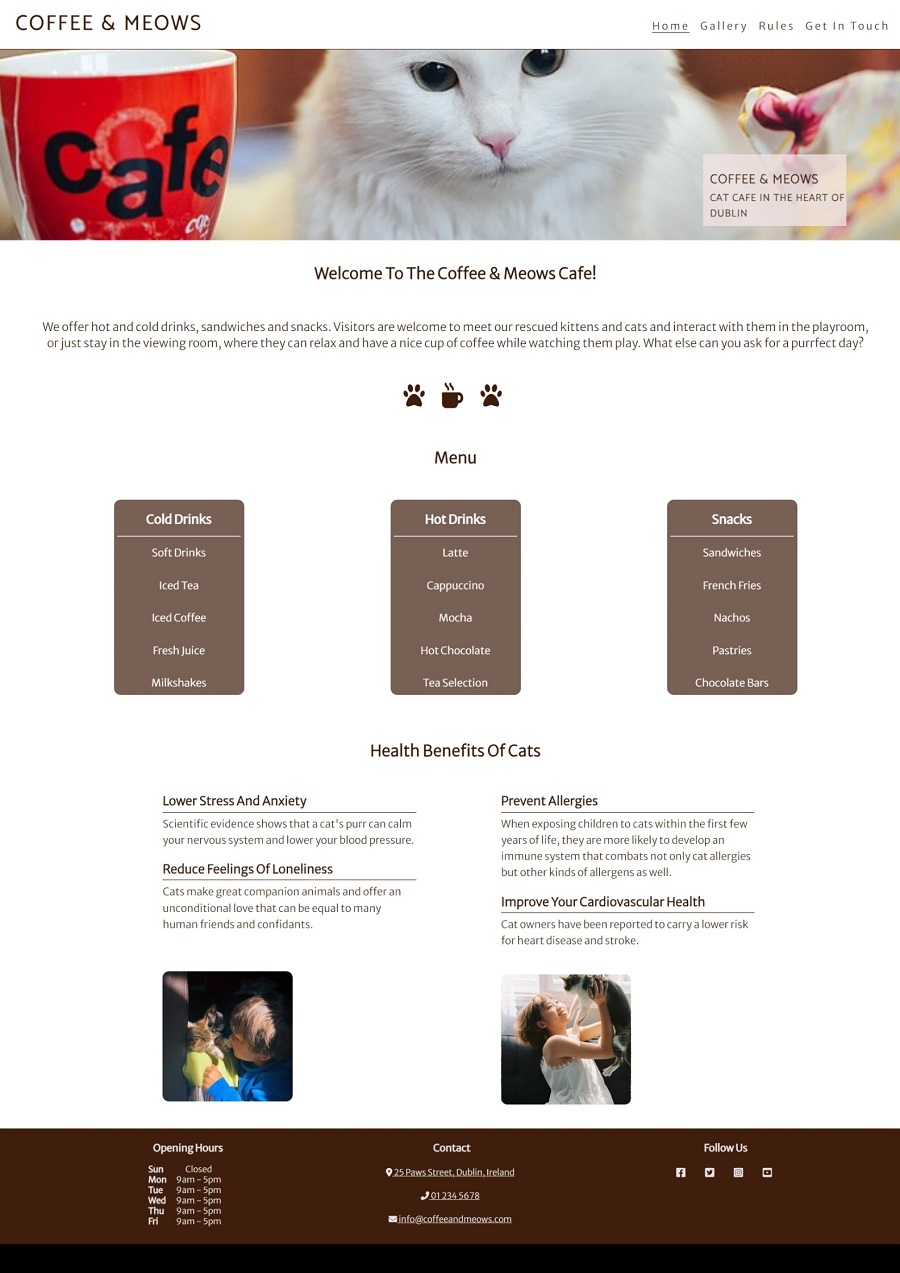 COFFEE & MEOWS
Home Gallery Rules Get In Touch
cafe
COFFEE & MEOWS
CAT CAFE IN THE HEART OF
DUBLIN
Welcome To The Coffee & Meows Cafe!
We offer hot and cold drinks, sandwiches and snacks. Visitors are welcome to meet our rescued kittens and cats and interact with them in the playroom,
or just stay in the viewing room, where they can relax and have a nice cup of coffee while watching them play. What else can you ask for a purrfect day?
Menu
Cold Drinks
Soft Drinks
Iced Tea
Iced Coffee
Fresh Juice
Milkshakes
Hot Drinks
Latte
Cappuccino
Mocha
Hot Chocolate
Tea Selection
Snacks
Sandwiches
French Fries
Nachos
Pastries
Chocolate Bars
Health Benefits Of Cats
Lower Stress And Anxiety
Scientific evidence shows that a cat's purr can calm
your nervous system and lower your blood pressure.
Reduce Feelings Of Loneliness
Cats make great companion animals and offer an
unconditional love that can be equal to many
human friends and confidants.
Prevent Allergies
When exposing children to cats within the first few
years of life, they are more likely to develop an
immune system that combats not only cat allergies
but other kinds of allergens as well.
Improve Your Cardiovascular Health
Cat owners have been reported to carry a lower risk
for heart disease and stroke.
Opening Hours
Sun Closed
Mon 9am - 5pm
Tue 9am - 5pm
Wed 9am - 5pm
Thu 9am - 5pm
Fri 9am - 5pm
Contact
25 Paws Street, Dublin, Ireland
01 234 5678
info@coffeeandmeows.com
Follow Us